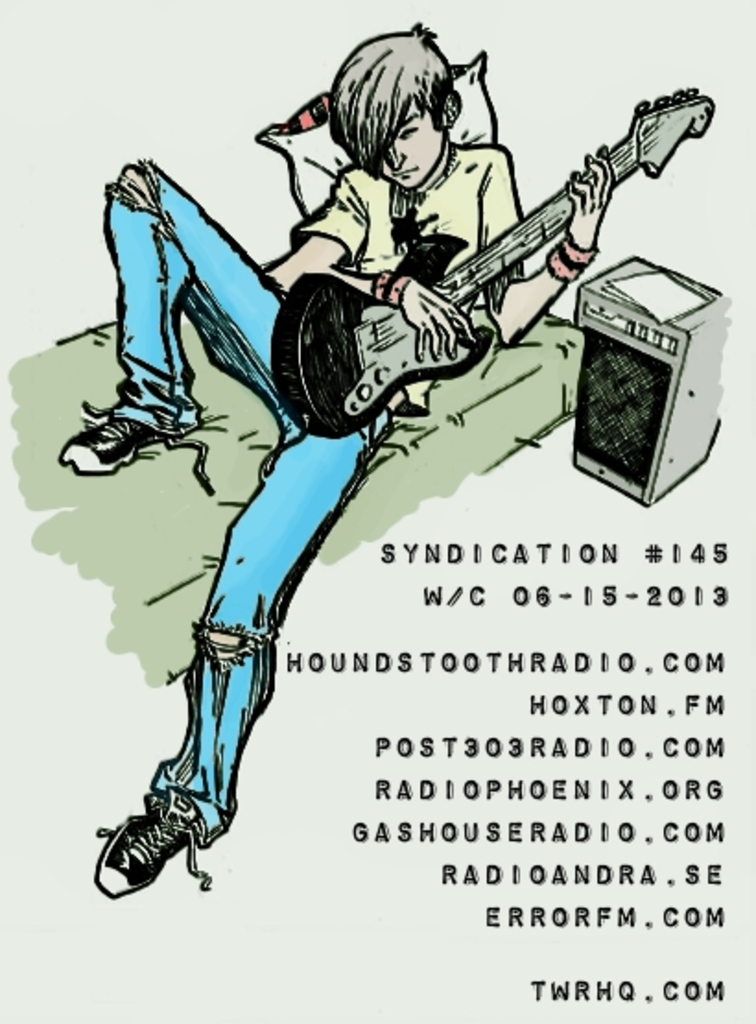 SYNDICATION #145
W/C 06-15-2013
HOUNDSTOOTHRADIO.COM
HOXTON.FM
POST303RADIO.COM
RADIOPHOENIX.ORG
GASHOUSERADIO.COM
RADIOANDRA.SE
ERRORFM.COM
TWRHQ.COM